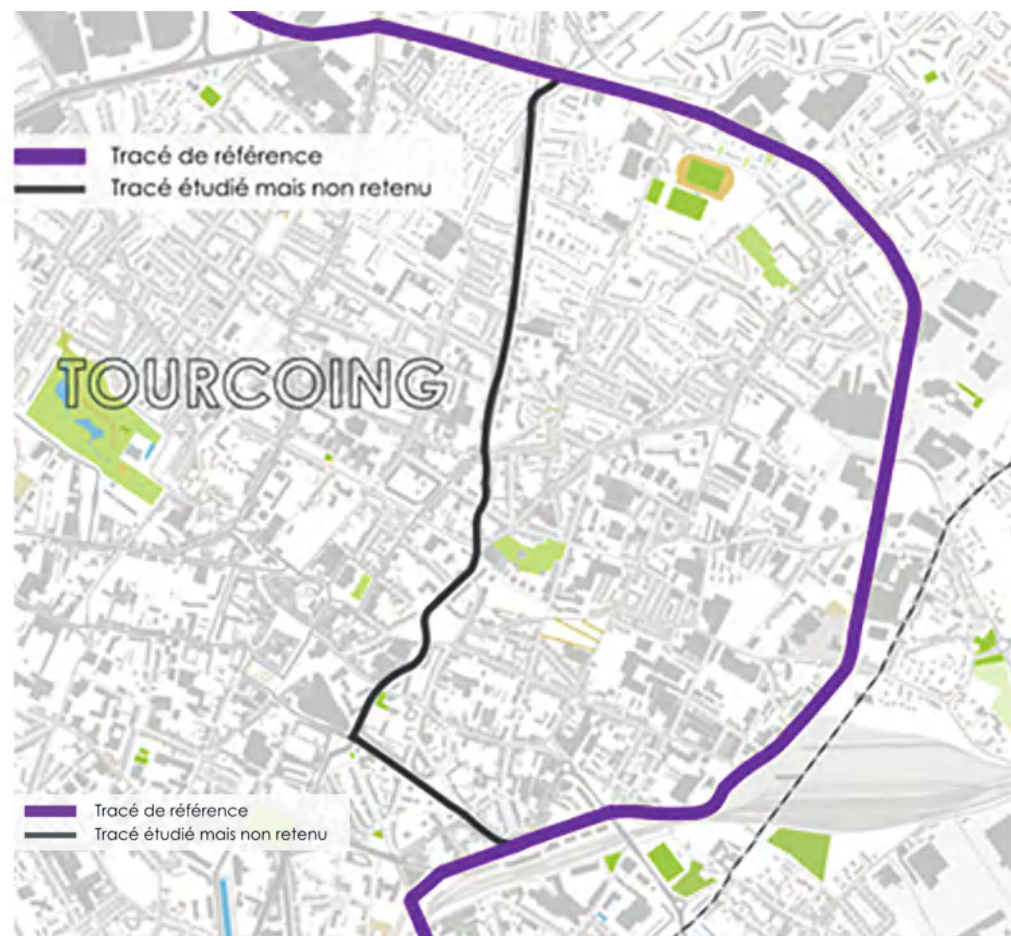 Tracé de référence
Tracé étudié mais non retenu
TOURCOING
Tracé de référence
Tracé étudié mais non retenu